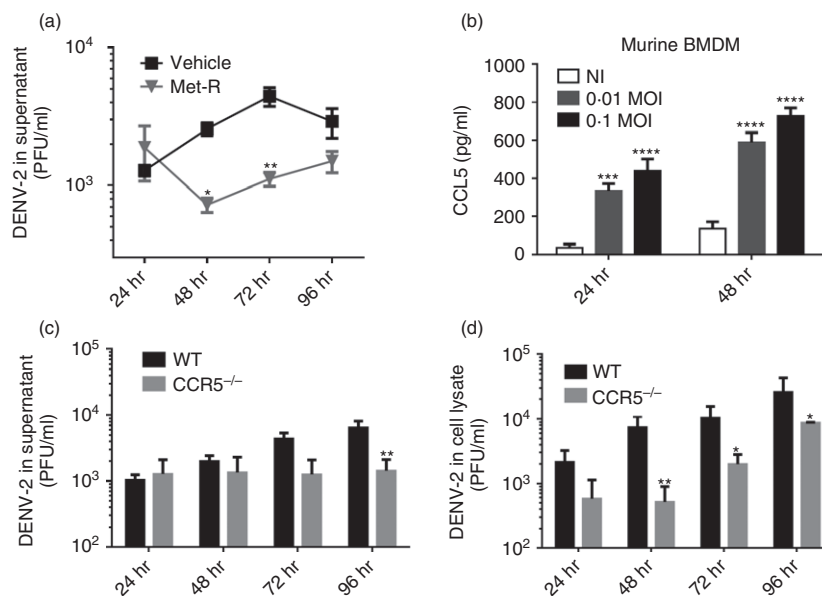 (a)
DENV-2 in supernatant
(PFU/ml)
10⁴
10³
Vehicle
Met-R
*
**
24 hr
48 hr
72 hr
96 hr
(b)
Murine BMDM
CCL5 (pg/ml)
1000
800
600
400
200
0
NI
0·01 MOI
0·1 MOI
***
****
****
****
24 hr
48 hr
(c)
DENV-2 in supernatant
(PFU/ml)
10⁵
10⁴
10³
10²
WT
CCR5⁻/⁻
**
24 hr
48 hr
72 hr
96 hr
(d)
DENV-2 in cell lysate
(PFU/ml)
10⁵
10⁴
10³
10²
WT
CCR5⁻/⁻
**
*
*
24 hr
48 hr
72 hr
96 hr